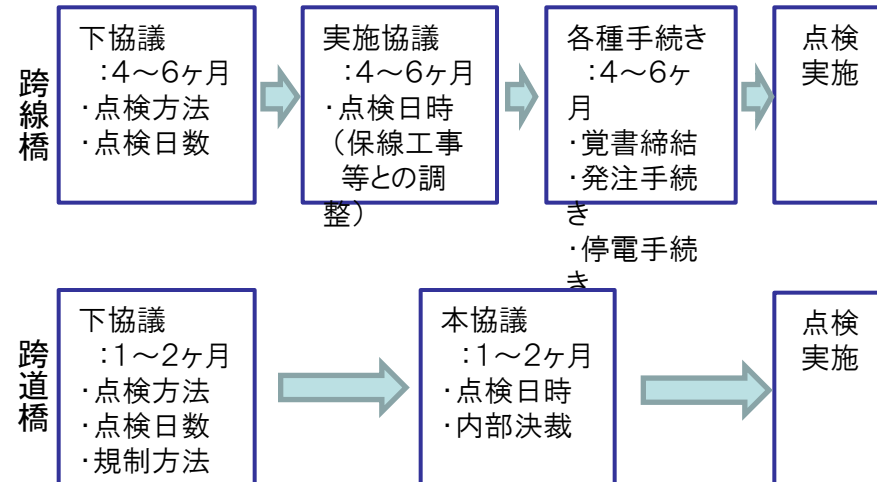 跨線橋
下協議
:4～6ヶ月
・点検方法
・点検日数
実施協議
:4～6ヶ月
・点検日時
（保線工事
等との調
整）
各種手続き
:4～6ヶ
月
・覚書締結
・発注手続
き
・停電手続
き
点検
実施
跨道橋
下協議
:1～2ヶ月
・点検方法
・点検日数
・規制方法
本協議
:1～2ヶ月
・点検日時
・内部決裁
点検
実施